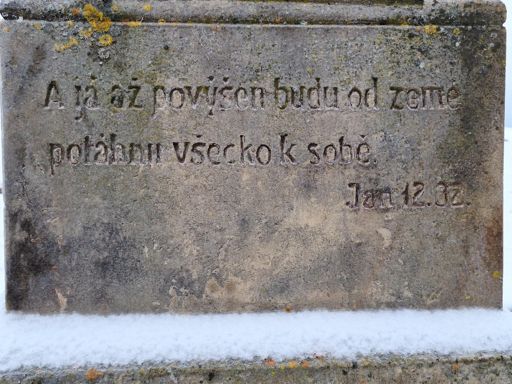 A já až povýšen budu od země
potáhnu všecko k sobě.
Jan 12.32.